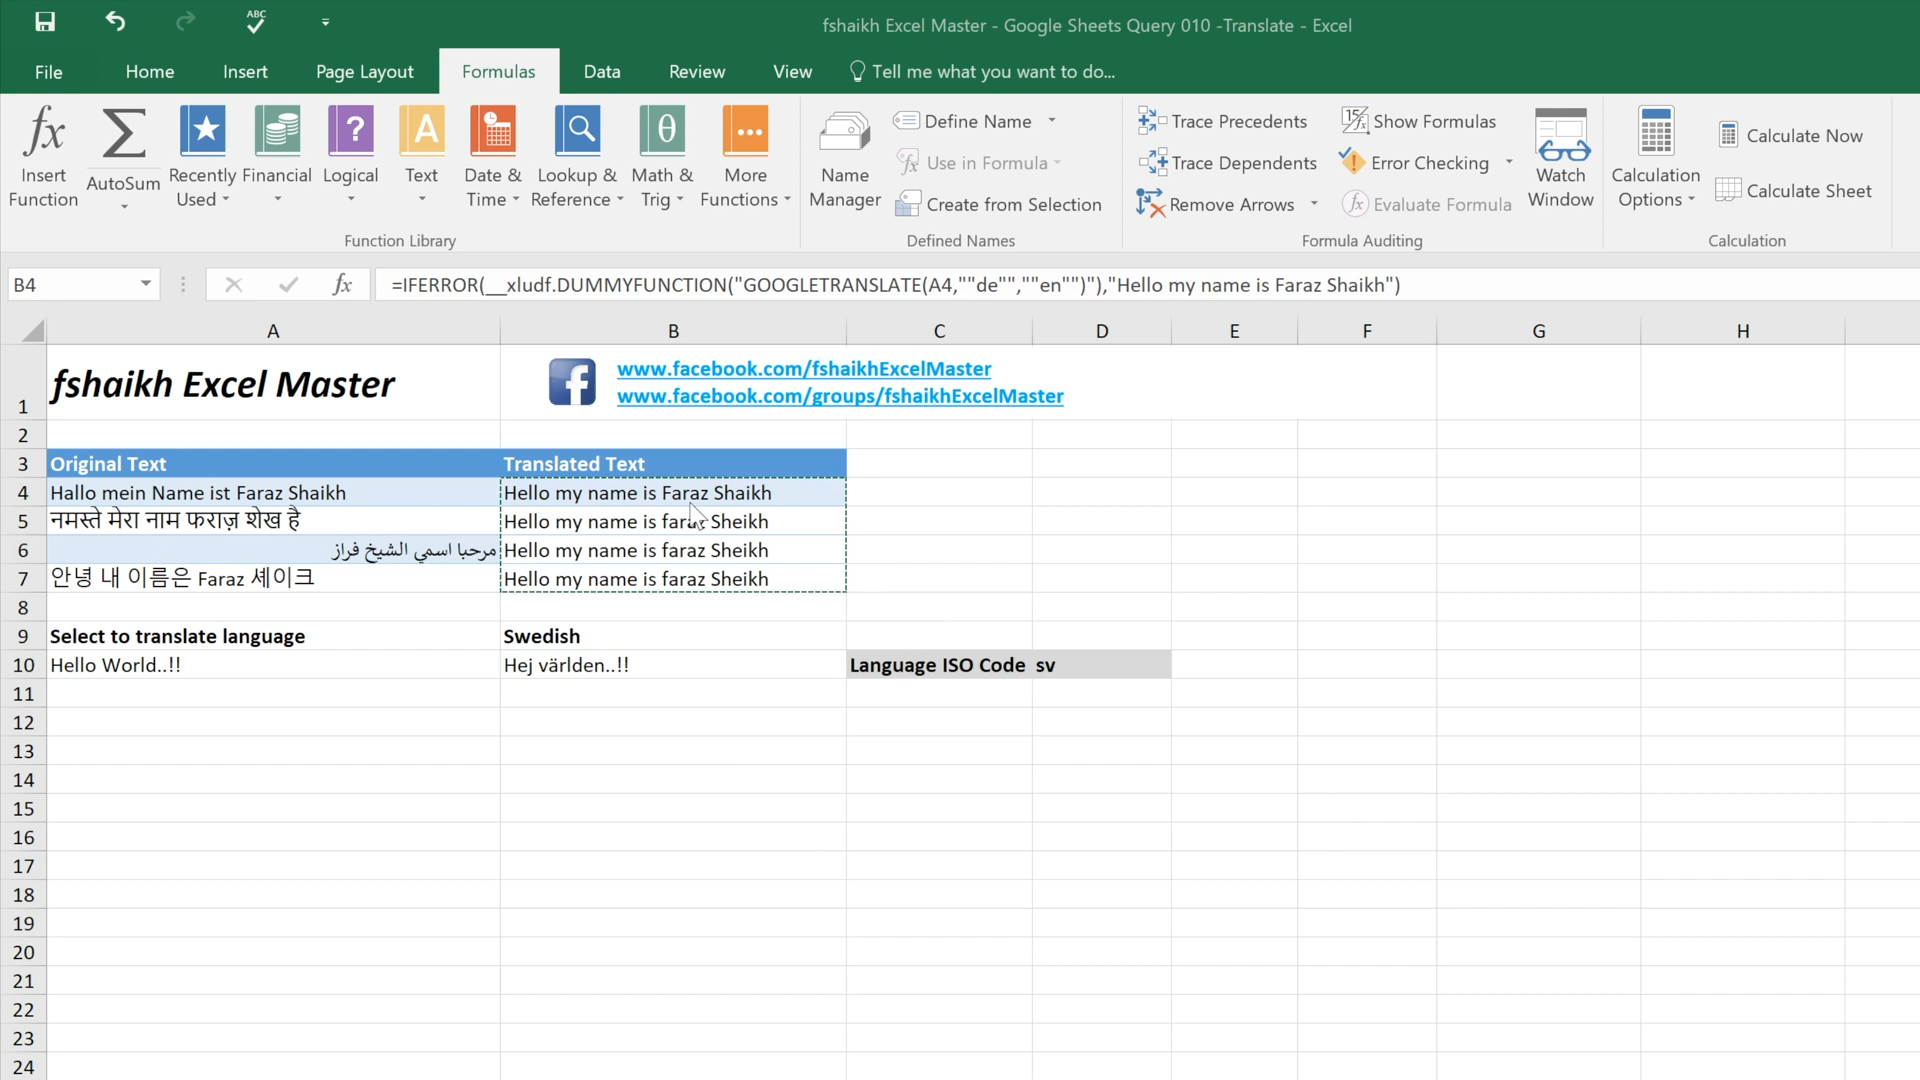 ABC
fshaikh Excel Master - Google Sheets Query 010 -Translate - Excel
File Home Insert Page Layout Formulas Data Review View Tell me what you want to do...
fx Insert Function
Σ AutoSum
Recently Used
Financial
Logical
Text
Date & Time
Lookup & Reference
Math & Trig
More Functions
Function Library
Name Manager
Define Name
Use in Formula
Create from Selection
Defined Names
Trace Precedents
Trace Dependents
Remove Arrows
Show Formulas
Error Checking
Evaluate Formula
Formula Auditing
Watch Window
Calculation Options
Calculate Now
Calculate Sheet
Calculation
B4 fx =IFERROR(__xludf.DUMMYFUNCTION("GOOGLETRANSLATE(A4,""de"",""en"")"),"Hello my name is Faraz Shaikh")
A B C D E F G H
1 fshaikh Excel Master www.facebook.com/fshaikhExcelMaster
www.facebook.com/groups/fshaikhExcelMaster
2
3 Original Text Translated Text
4 Hallo mein Name ist Faraz Shaikh Hello my name is Faraz Shaikh
5 नमस्ते मेरा नाम फराज़ शेख है Hello my name is faraz Sheikh
6 مرحبا اسمي الشيخ فراز Hello my name is faraz Sheikh
7 안녕 내 이름은 Faraz 셰이크 Hello my name is faraz Sheikh
8
9 Select to translate language Swedish
10 Hello World..!! Hej världen..!! Language ISO Code sv
11
12
13
14
15
16
17
18
19
20
21
22
23
24